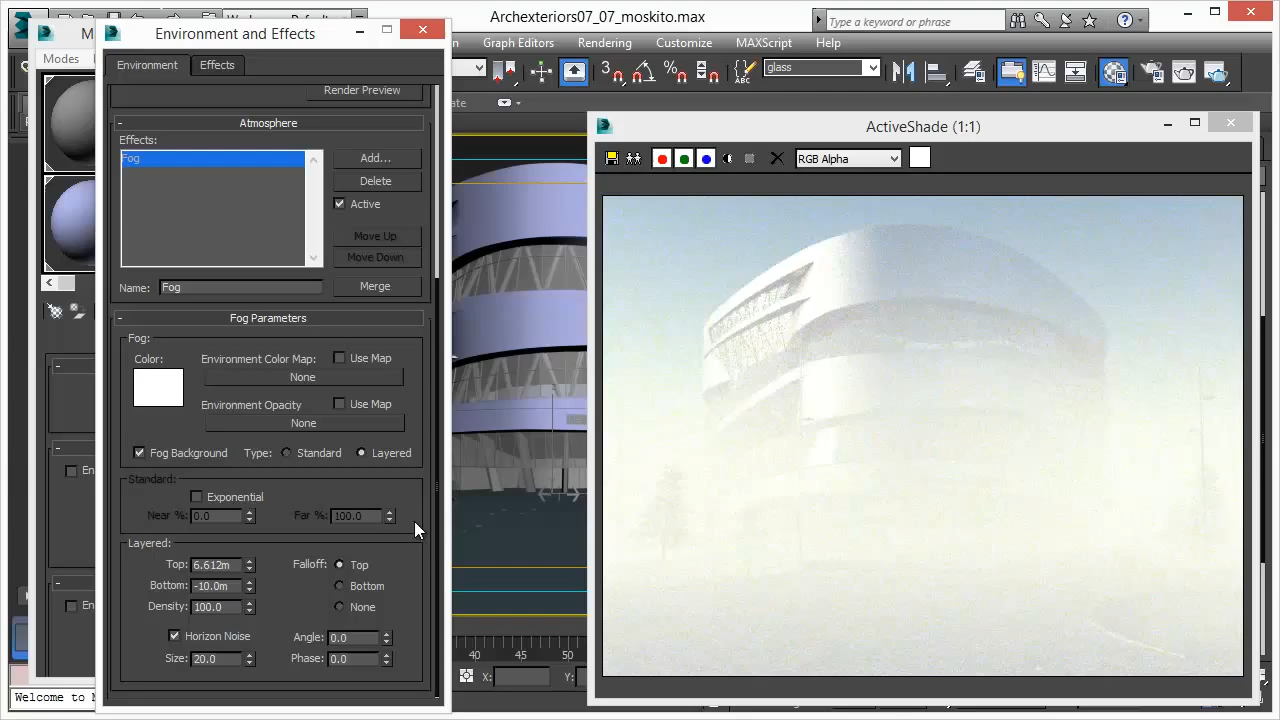 Archexteriors07_07_moskito.max
Type a keyword or phrase
Environment and Effects
Modes
Graph Editors
Rendering
Customize
MAXScript
Help
Environment
Effects
glass
Render Preview
ActiveShade (1:1)
- Atmosphere
Effects:
Fog
Add...
Delete
Active
Move Up
Move Down
Name: Fog
Merge
RGB Alpha
- Fog Parameters
Fog:
Color:
Environment Color Map:
Use Map
None
Environment Opacity
Use Map
None
Fog Background
Type:
Standard
Layered
Standard:
Exponential
Near %: 0.0
Far %: 100.0
Layered:
Top: 6.612m
Falloff:
Top
Bottom: -10.0m
Bottom
Density: 100.0
None
Horizon Noise
Angle: 0.0
Size: 20.0
Phase: 0.0
40 45 50
X:
Y:
Welcome to